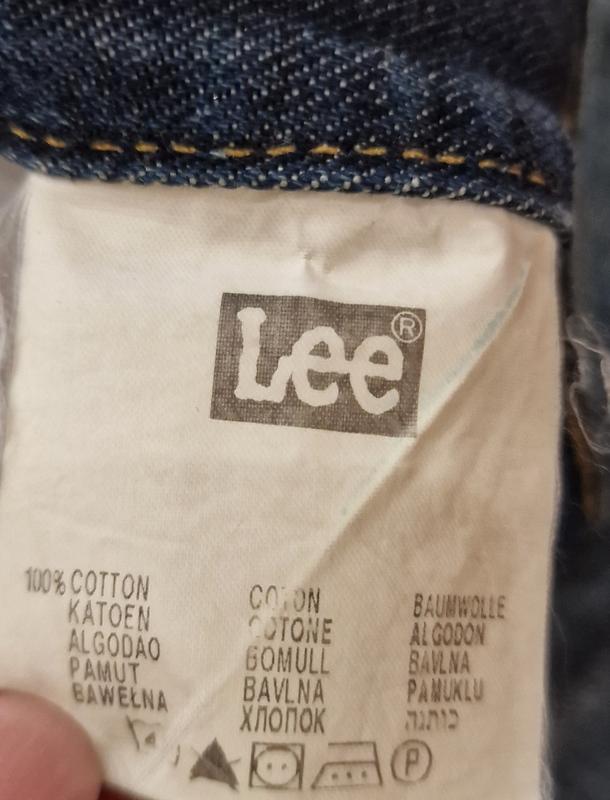 Lee®
100% COTTON
KATOEN
ALGODAO
PAMUT
BAWEŁNA
COTON
COTONE
BOMULL
BAVLNA
ХЛОПОК
BAUMWOLLE
ALGODON
BAVLNA
PAMUKLU
כותנה
P